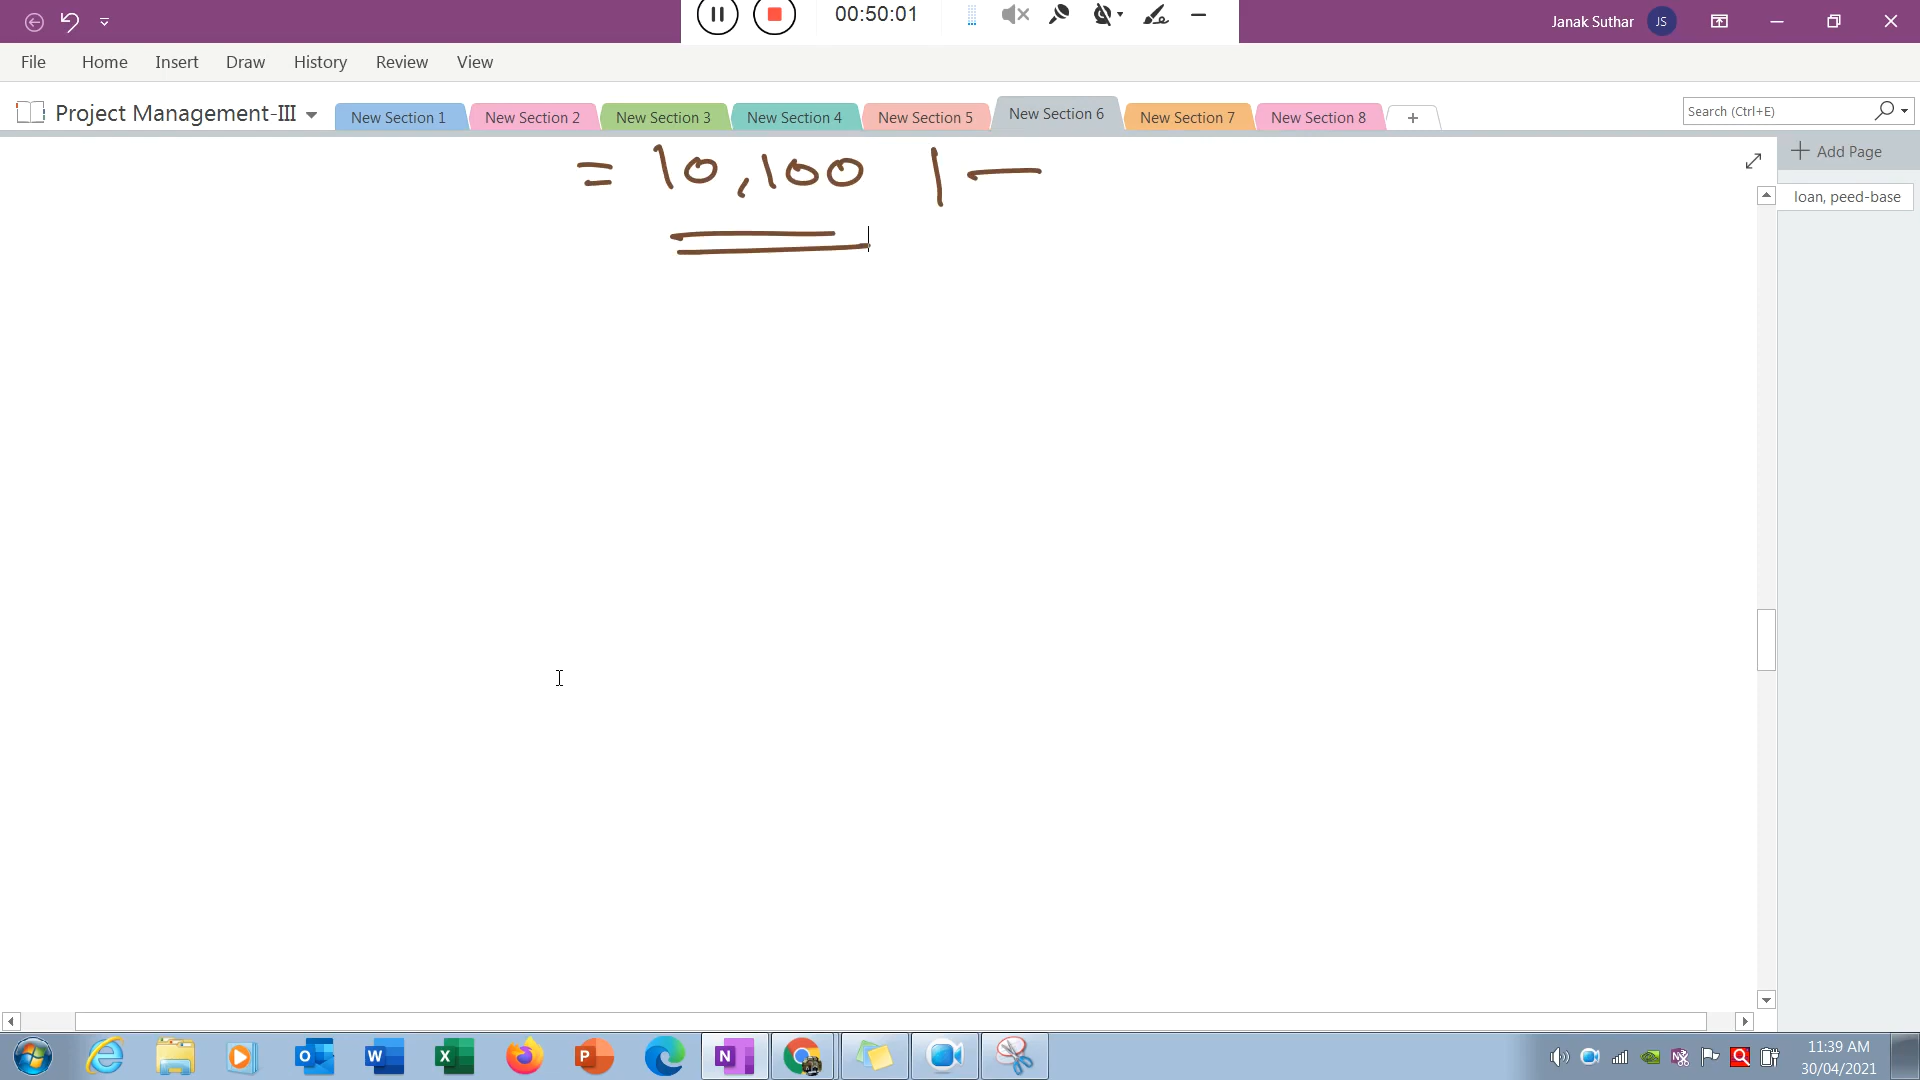 00:50:01
Janak Suthar JS
File Home Insert Draw History Review View
Project Management-III New Section 1 New Section 2 New Section 3 New Section 4 New Section 5 New Section 6 New Section 7 New Section 8 + Search (Ctrl+E)
Add Page
loan, peed-base
= 10,100 | —
11:39 AM
30/04/2021